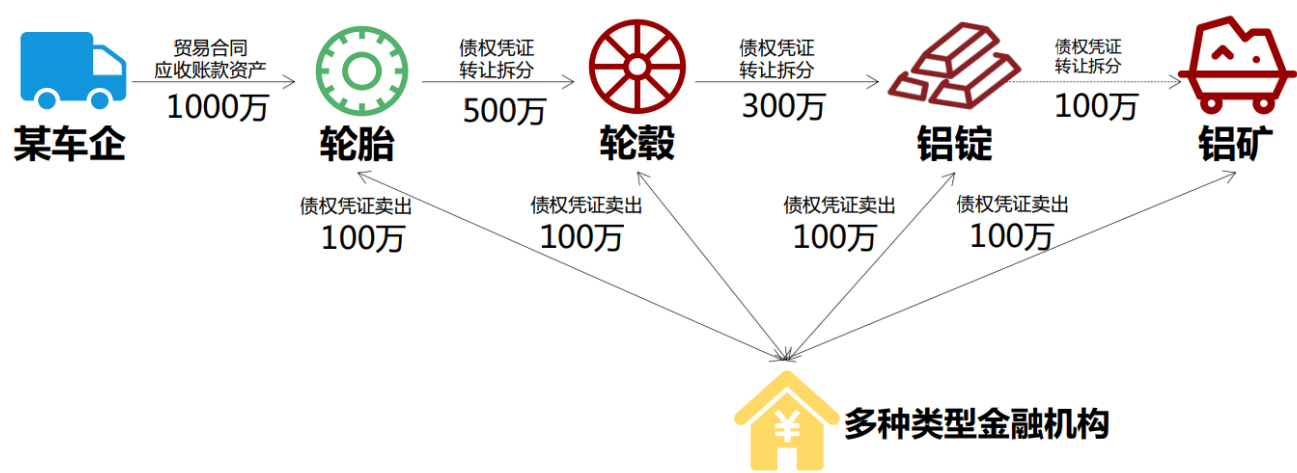 贸易合同
应收账款资产
1000万
债权凭证
转让拆分
500万
债权凭证
转让拆分
300万
债权凭证
转让拆分
100万
某车企
轮胎
轮毂
铝锭
铝矿
债权凭证卖出
100万
债权凭证卖出
100万
债权凭证卖出
100万
债权凭证卖出
100万
¥
多种类型金融机构